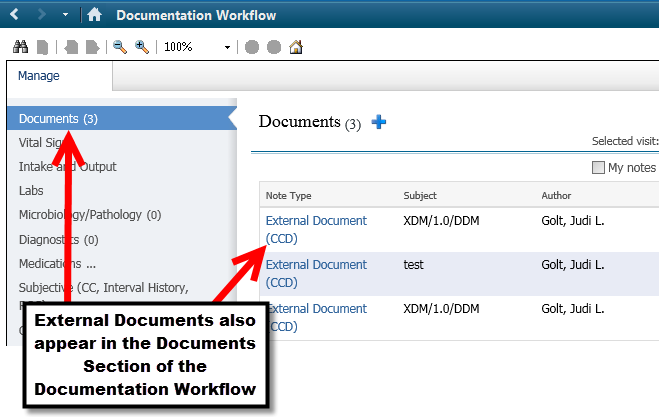 Documentation Workflow
100%
Manage
Documents (3)
Vital Sig
Intake and Output
Labs
Microbiology/Pathology (0)
Diagnostics (0)
Medications ...
Subjective (CC, Interval History,
Documents (3)
Selected visit:
My notes
Note Type Subject Author
External Document XDM/1.0/DDM Golt, Judi L.
(CCD)
External Document test Golt, Judi L.
(CCD)
External Document XDM/1.0/DDM Golt, Judi L.
(CCD)
External Documents also
appear in the Documents
Section of the
Documentation Workflow